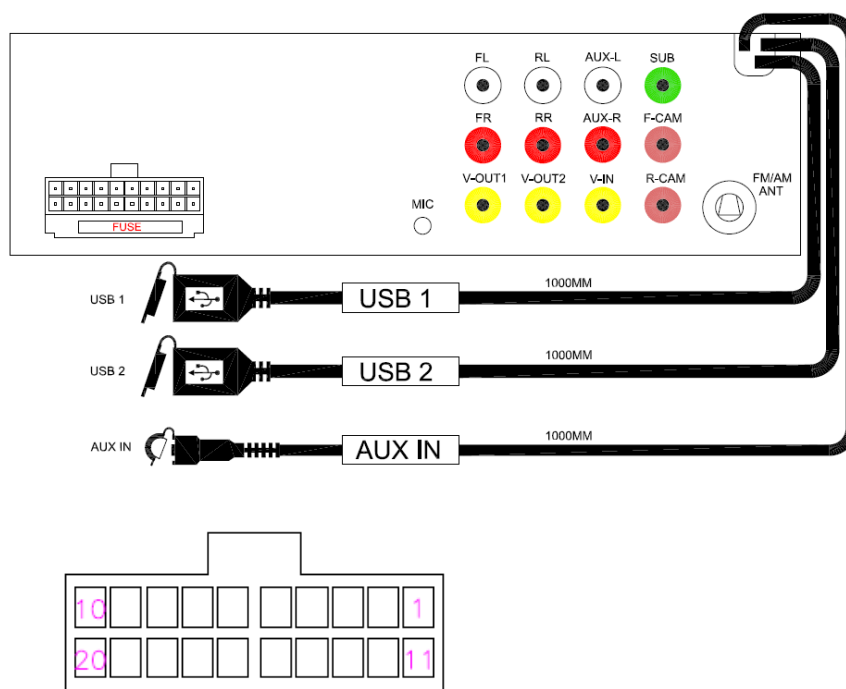 FL RL AUX-L SUB
FR RR AUX-R F-CAM
V-OUT1 V-OUT2 V-IN R-CAM
FM/AM
ANT
MIC
FUSE
USB 1 USB 1 1000MM
USB 2 USB 2 1000MM
AUX IN AUX IN 1000MM
10 1
20 11